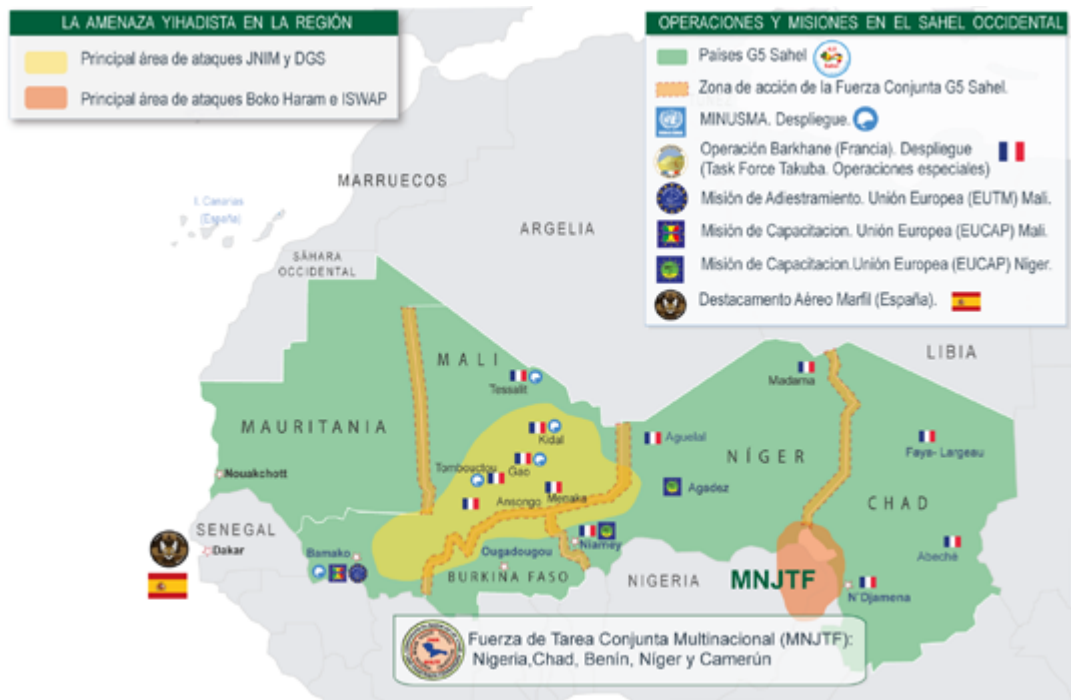 LA AMENAZA YIHADISTA EN LA REGIÓN
Principal área de ataques JNIM y DGS
Principal área de ataques Boko Haram e ISWAP
OPERACIONES Y MISIONES EN EL SAHEL OCCIDENTAL
Países G5 Sahel
Zona de acción de la Fuerza Conjunta G5 Sahel.
MINUSMA. Despliegue.
Operación Barkhane (Francia). Despliegue
(Task Force Takuba. Operaciones especiales)
Misión de Adiestramiento. Unión Europea (EUTM) Mali.
Misión de Capacitacion. Unión Europea (EUCAP) Mali.
Misión de Capacitacion.Unión Europea (EUCAP) Níger.
Destacamento Aéreo Marfil (España).
MARRUECOS
I. Canarias
(España)
ARGELIA
SÁHARA
OCCIDENTAL
LIBIA
MALI
Tessalit
Madama
MAURITANIA
Kidal
Aguelal
NÍGER
Faya- Largeau
Nouakchott
Tombouctou
Gao
Menaka
Ansongo
Agadez
CHAD
SENEGAL
Dakar
Bamako
Ougadougou
Niamey
Abeché
BURKINA FASO
NIGERIA
MNJTF
N'Djamena
Fuerza de Tarea Conjunta Multinacional (MNJTF):
Nigeria,Chad, Benín, Níger y Camerún